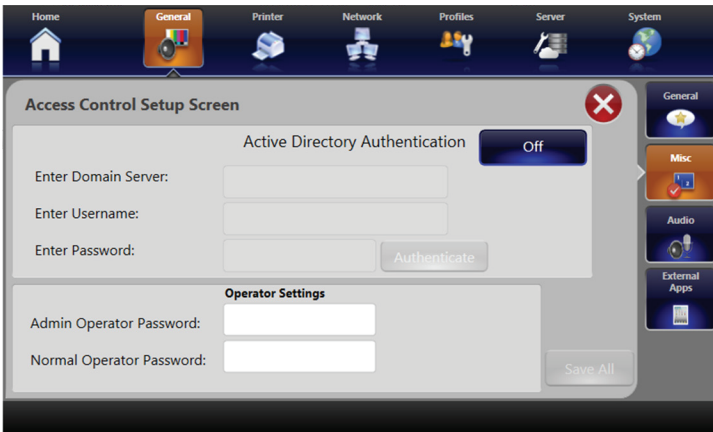 Home General Printer Network Profiles Server System
Access Control Setup Screen
General
Active Directory Authentication Off
Misc
1 2
Enter Domain Server:
Enter Username:
Audio
Enter Password: Authenticate
External
Apps
Operator Settings
Admin Operator Password:
Normal Operator Password:
Save All